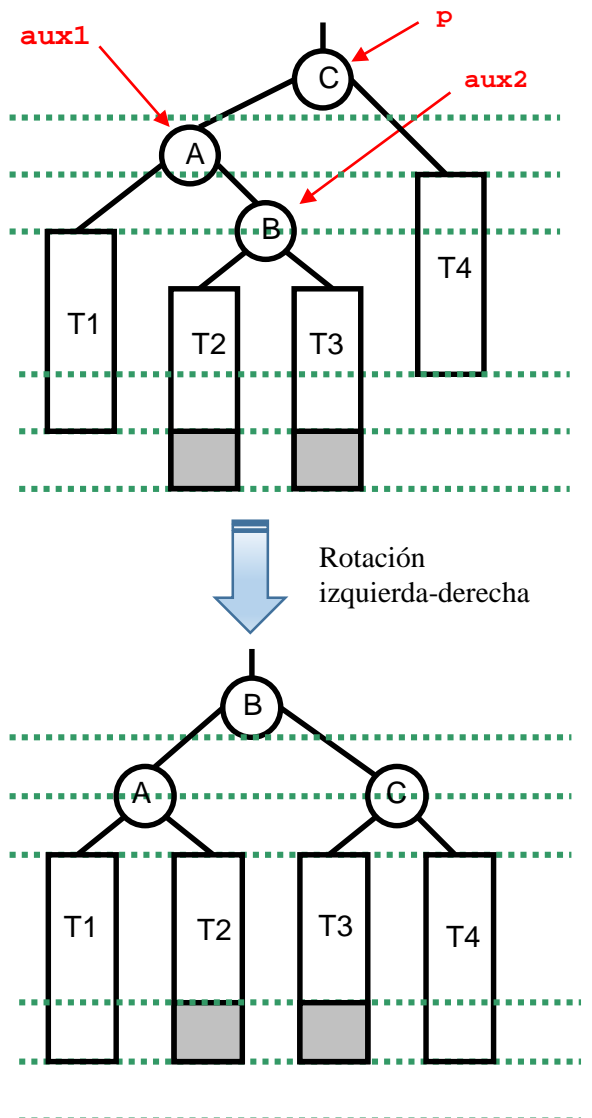 p
aux1
C
aux2
A
B
T4
T1
T2
T3
Rotación
izquierda-derecha
B
A
C
T1
T2
T3
T4